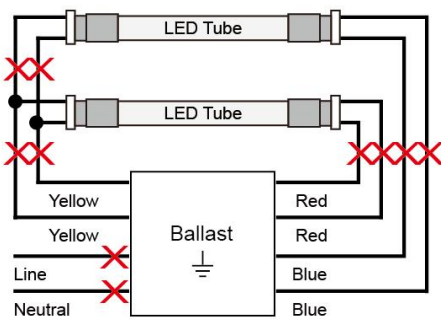 LED Tube
LED Tube
Yellow
Red
Yellow
Ballast
Red
Line
Blue
Neutral
Blue